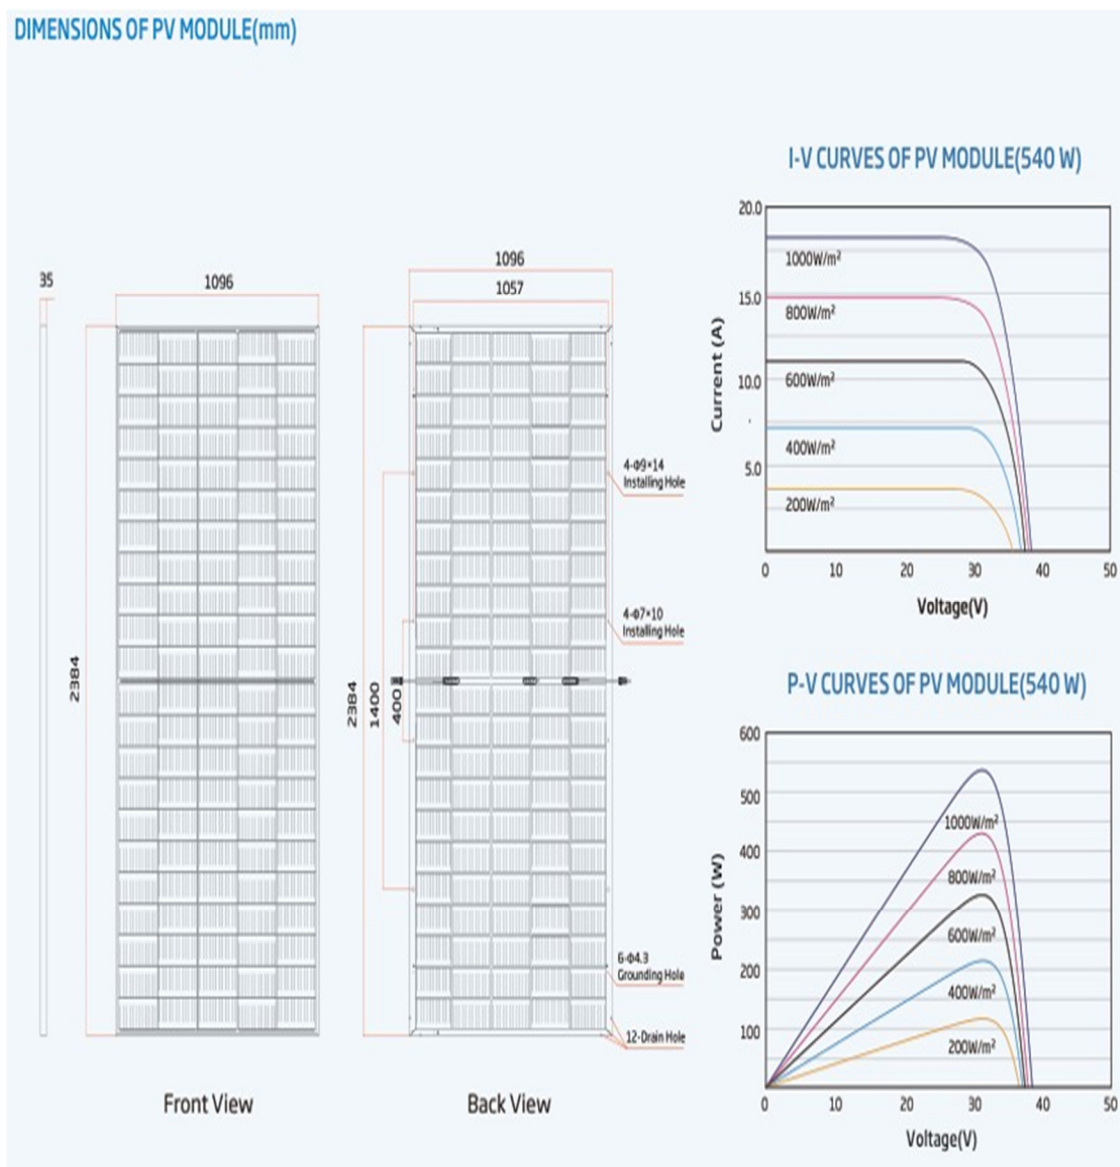 DIMENSIONS OF PV MODULE(mm)
35
1096
2384
Front View
1096
1057
2384
1400
400
4-Φ9×14
Installing Hole
4-Φ7×10
Installing Hole
6-Φ4.3
Grounding Hole
12-Drain Hole
Back View
I-V CURVES OF PV MODULE(540 W)
Current (A)
20.0
15.0
10.0
5.0
1000W/m²
800W/m²
600W/m²
400W/m²
200W/m²
0 10 20 30 40 50
Voltage(V)
P-V CURVES OF PV MODULE(540 W)
Power (W)
600
500
400
300
200
100
1000W/m²
800W/m²
600W/m²
400W/m²
200W/m²
0 10 20 30 40 50
Voltage(V)